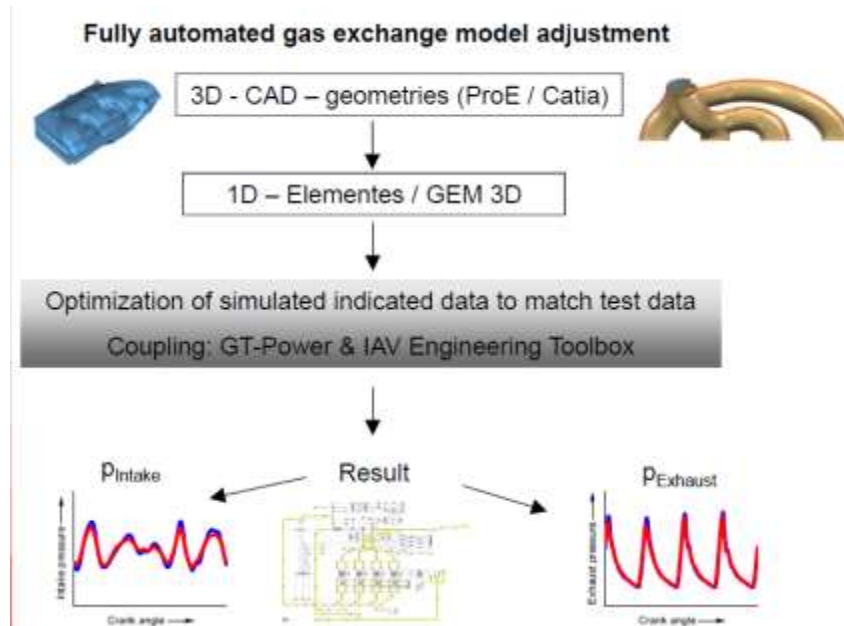 Fully automated gas exchange model adjustment
3D - CAD – geometries (ProE / Catia)
1D – Elementes / GEM 3D
Optimization of simulated indicated data to match test data
Coupling: GT-Power & IAV Engineering Toolbox
pIntake
Result
pExhaust
Intake pressure
Crank angle
Exhaust pressure
Crank angle